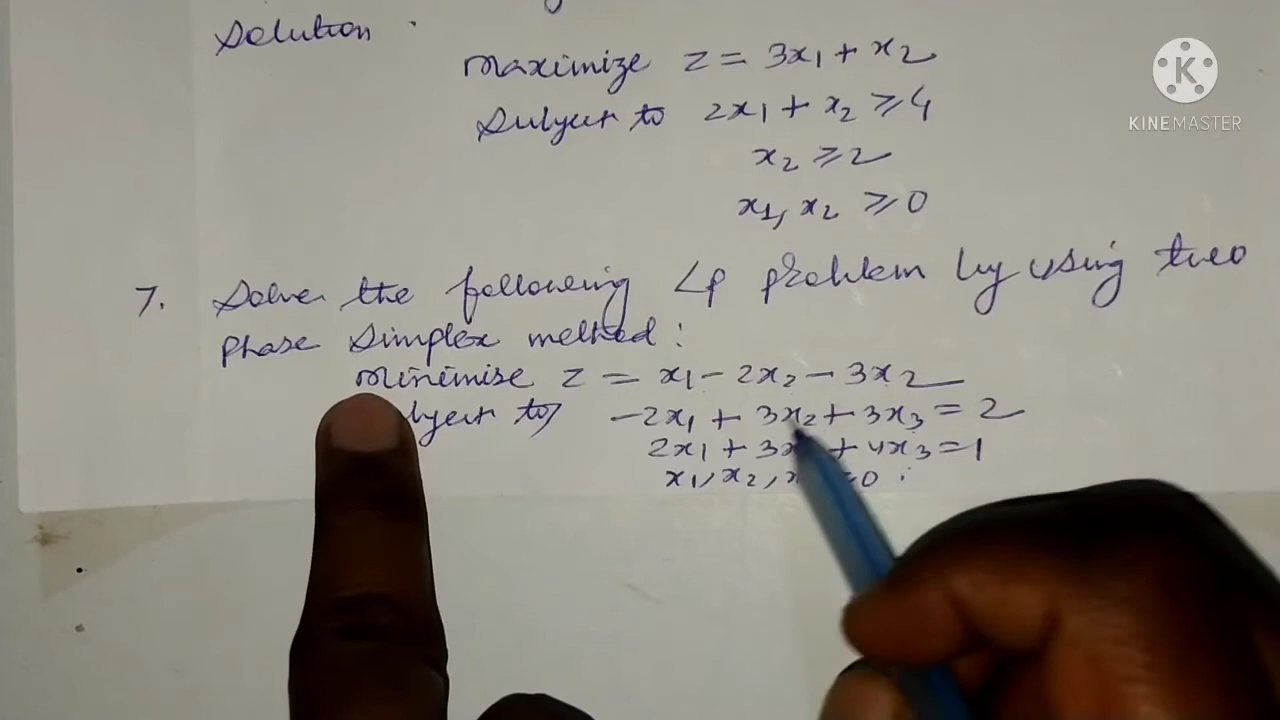 Solution.
Maximize z = 3x₁ + x₂
Subject to 2x₁ + x₂ ≥ 4
x₂ ≥ 2
x₁, x₂ ≥ 0
KINEMASTER
7. Solve the following LP problem by using two
phase simplex method:
Minimise z = x₁ - 2x₂ - 3x₂
to -2x₁ + 3x₂ + 3x₃ = 2
2x₁ + 3x + 4x₃ = 1
x₁, x₂, 0